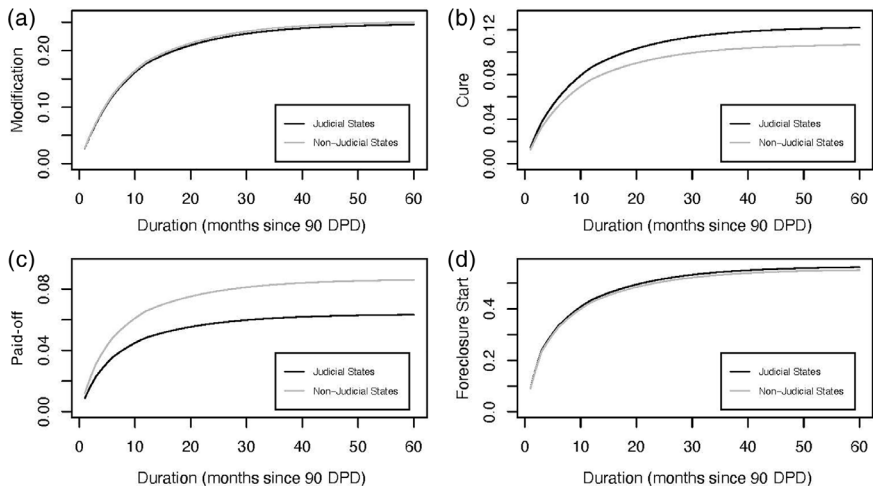 (a)
Modification
0.20
0.10
0.00
Judicial States
Non-Judicial States
0 10 20 30 40 50 60
Duration (months since 90 DPD)
(b)
Cure
0.12
0.08
0.04
0.00
Judicial States
Non-Judicial States
0 10 20 30 40 50 60
Duration (months since 90 DPD)
(c)
Paid-off
0.08
0.04
0.00
Judicial States
Non-Judicial States
0 10 20 30 40 50 60
Duration (months since 90 DPD)
(d)
Foreclosure Start
0.4
0.2
0.0
Judicial States
Non-Judicial States
0 10 20 30 40 50 60
Duration (months since 90 DPD)